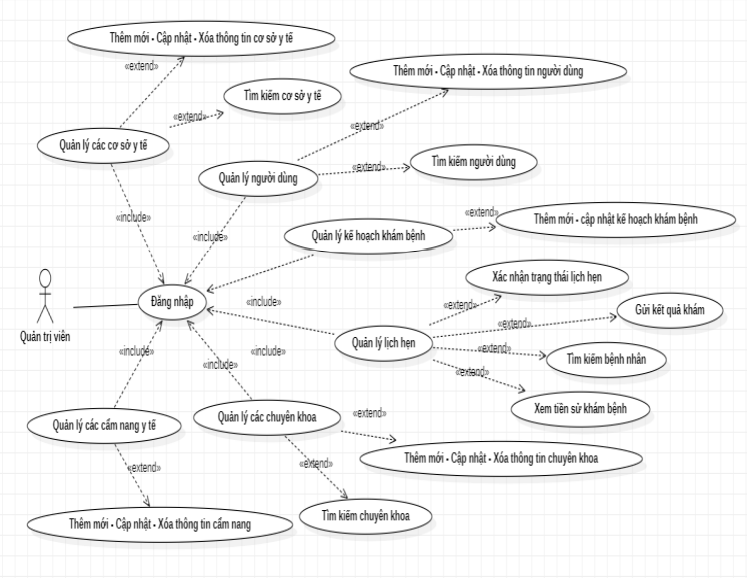 Thêm mới - Cập nhật - Xóa thông tin cơ sở y tế
«extend»
Thêm mới - Cập nhật - Xóa thông tin người dùng
Tìm kiếm cơ sở y tế
«extend»
«extend»
Quản lý các cơ sở y tế
Tìm kiếm người dùng
«extend»
Quản lý người dùng
«extend»
Thêm mới - cập nhật kế hoạch khám bệnh
«include»
«include»
Quản lý kế hoạch khám bệnh
Xác nhận trạng thái lịch hẹn
Đăng nhập
«include»
«extend»
Gửi kết quả khám
«extend»
Quản trị viên
Quản lý lịch hẹn
«include»
«include»
«extend»
Tìm kiếm bệnh nhân
«include»
«extend»
Xem tiền sử khám bệnh
«extend»
Quản lý các cẩm nang y tế
Quản lý các chuyên khoa
Thêm mới - Cập nhật - Xóa thông tin chuyên khoa
«extend»
«extend»
Thêm mới - Cập nhật - Xóa thông tin cẩm nang
Tìm kiếm chuyên khoa